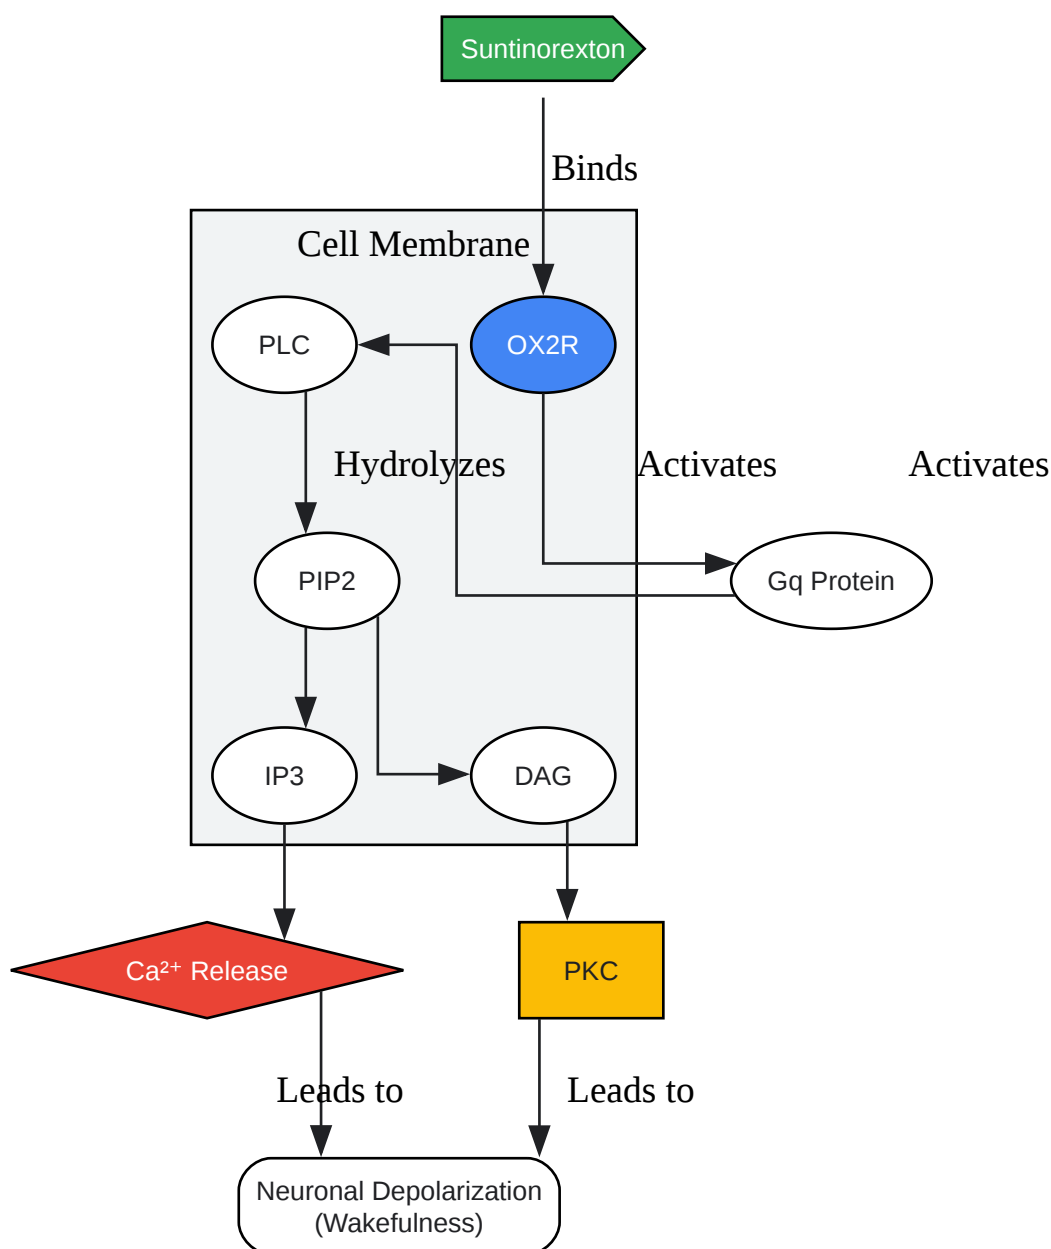 Suntinorexton
Binds
Cell Membrane
PLC
OX2R
Hydrolyzes
Activates
Activates
PIP2
Gq Protein
IP3
DAG
Ca²⁺ Release
PKC
Leads to
Leads to
Neuronal Depolarization
(Wakefulness)